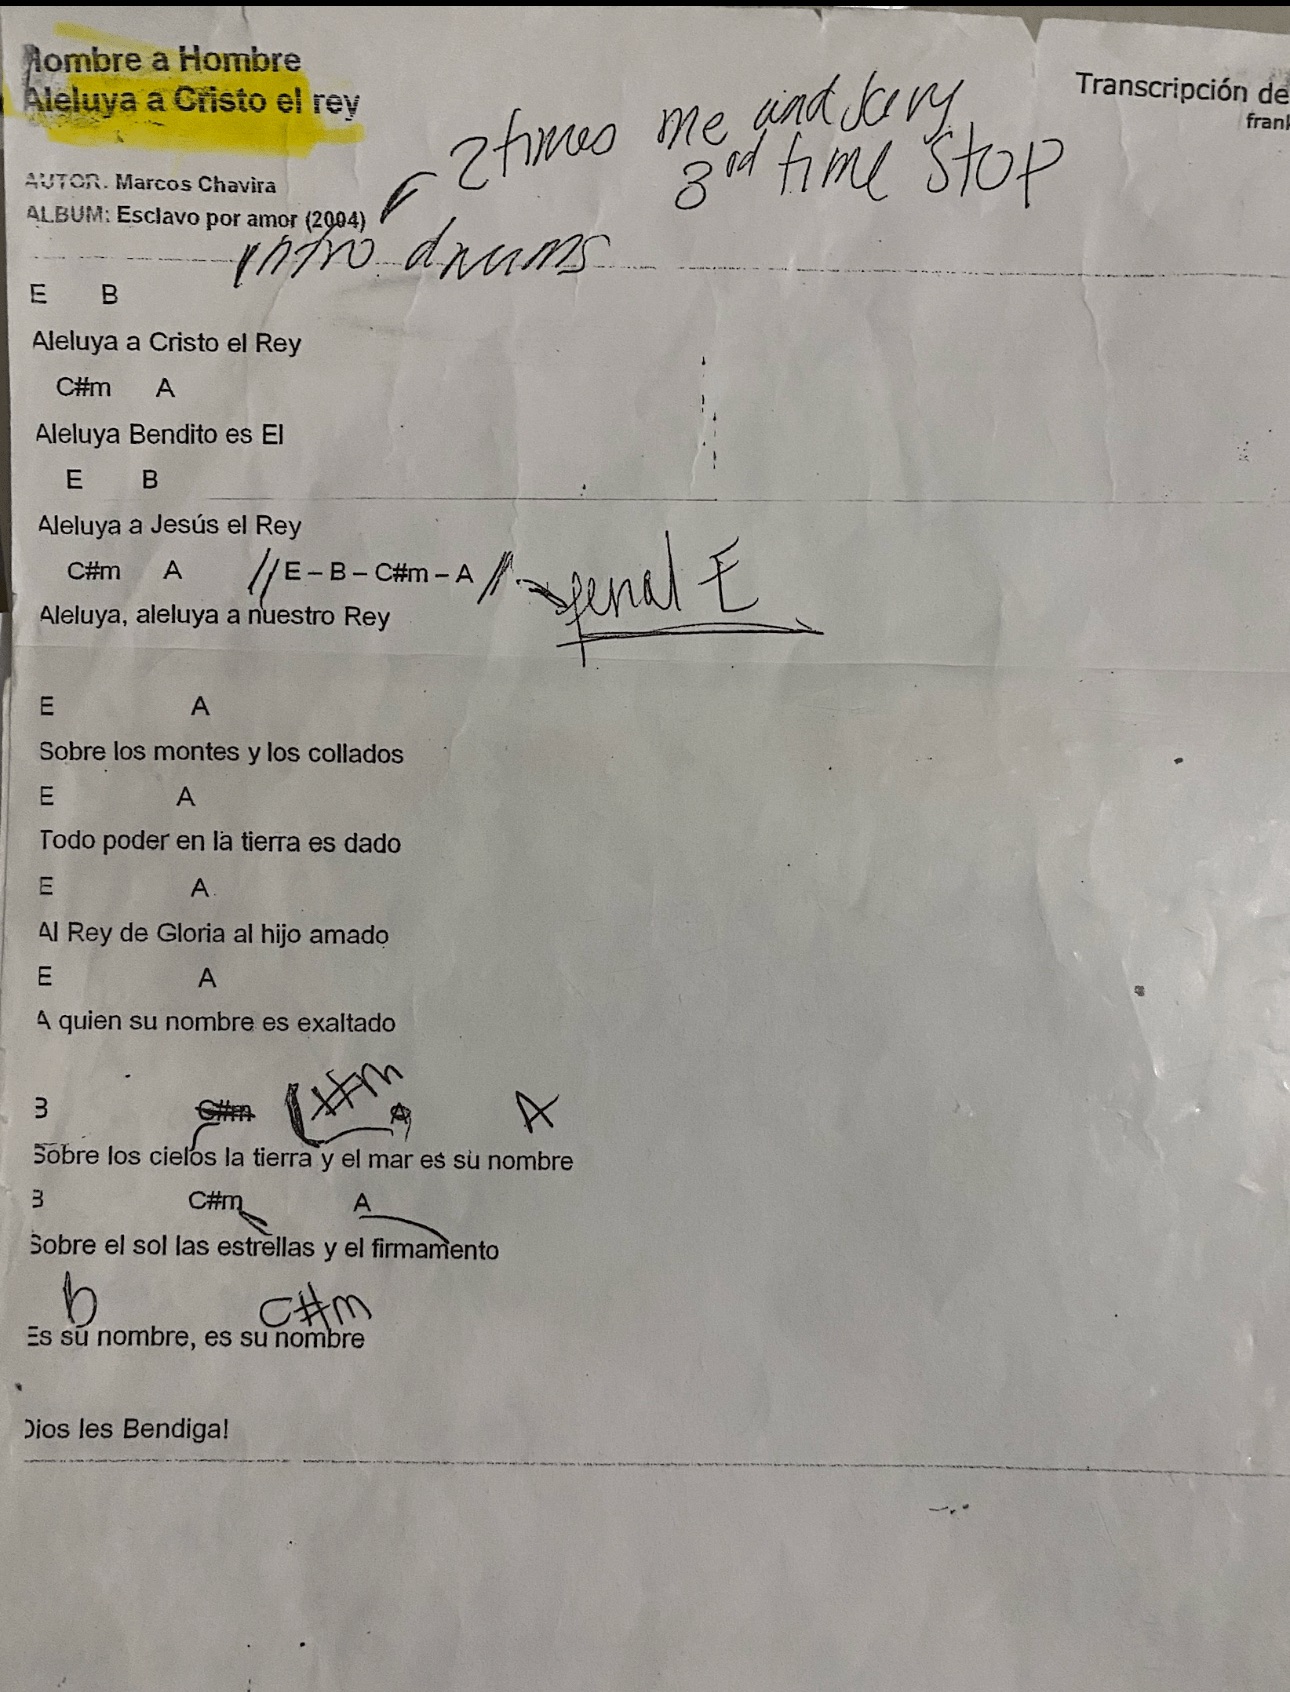 Hombre a Hombre
Aleluya a Cristo el rey
Transcripción de
frank
2 times me and
3rd time stop
AUTOR. Marcos Chavira
ALBUM: Esclavo por amor (2004)
intro drums
E B
Aleluya a Cristo el Rey
C#m A
Aleluya Bendito es El
E B
Aleluya a Jesús el Rey
C#m A // E – B – C#m – A // fenal E
Aleluya, aleluya a nuestro Rey
E A
Sobre los montes y los collados
E A
Todo poder en la tierra es dado
E A
Al Rey de Gloria al hijo amado
E A
A quien su nombre es exaltado
B C#m C#m A A
Sobre los cielos la tierra y el mar es su nombre
B C#m A
Sobre el sol las estrellas y el firmamento
b C#m
Es su nombre, es su nombre
Dios les Bendiga!